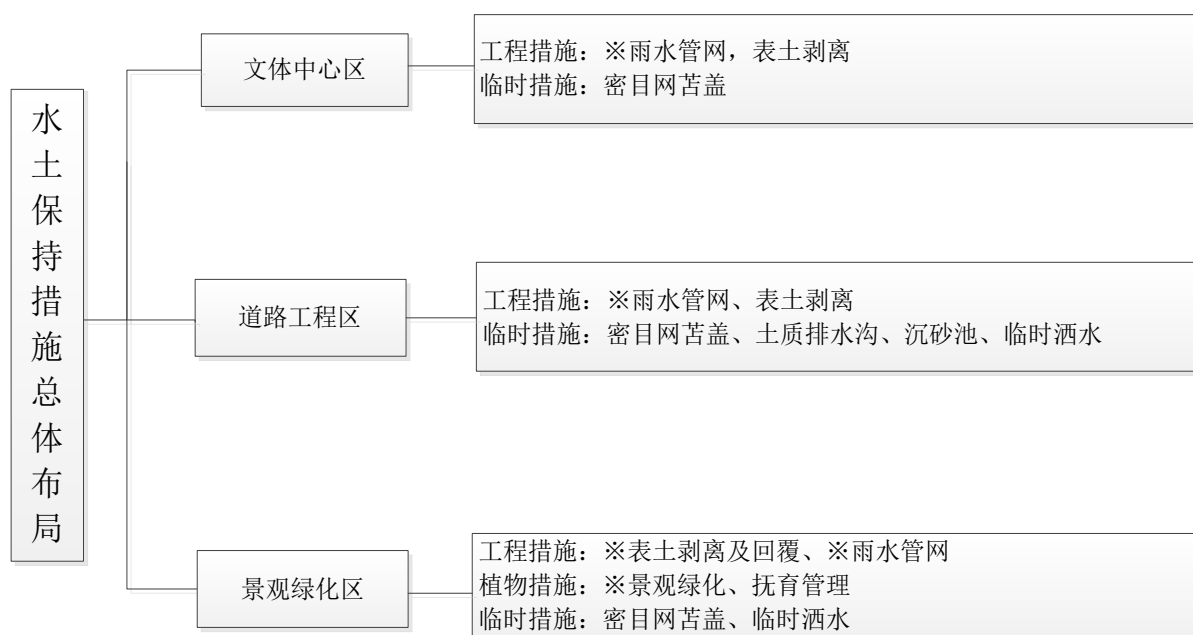 水土保持措施总体布局
文体中心区
工程措施：※雨水管网，表土剥离
临时措施：密目网苫盖
道路工程区
工程措施：※雨水管网、表土剥离
临时措施：密目网苫盖、土质排水沟、沉砂池、临时洒水
景观绿化区
工程措施：※表土剥离及回覆、※雨水管网
植物措施：※景观绿化、抚育管理
临时措施：密目网苫盖、临时洒水